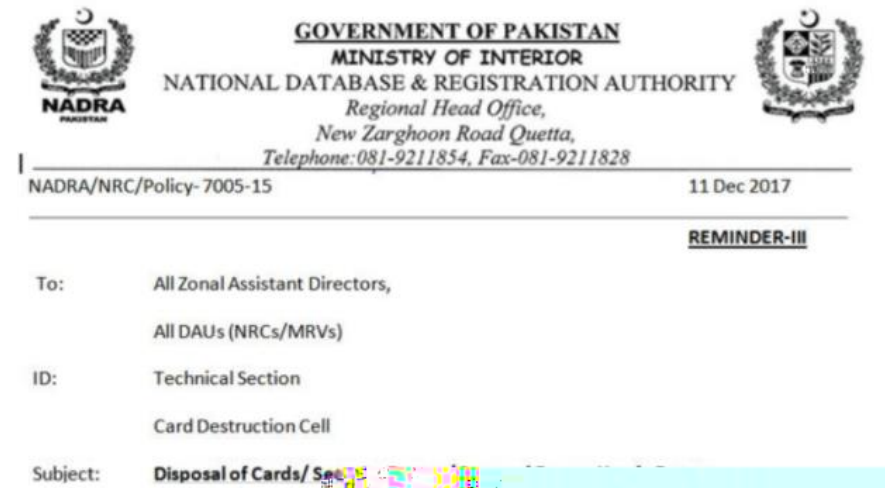 GOVERNMENT OF PAKISTAN
MINISTRY OF INTERIOR
NATIONAL DATABASE & REGISTRATION AUTHORITY
Regional Head Office,
New Zarghoon Road Quetta,
Telephone:081-9211854, Fax-081-9211828
NADRA
PAKISTAN
NADRA/NRC/Policy-7005-15 11 Dec 2017
REMINDER-III
To: All Zonal Assistant Directors,
All DAUs (NRCs/MRVs)
ID: Technical Section
Card Destruction Cell
Subject: Disposal of Cards/